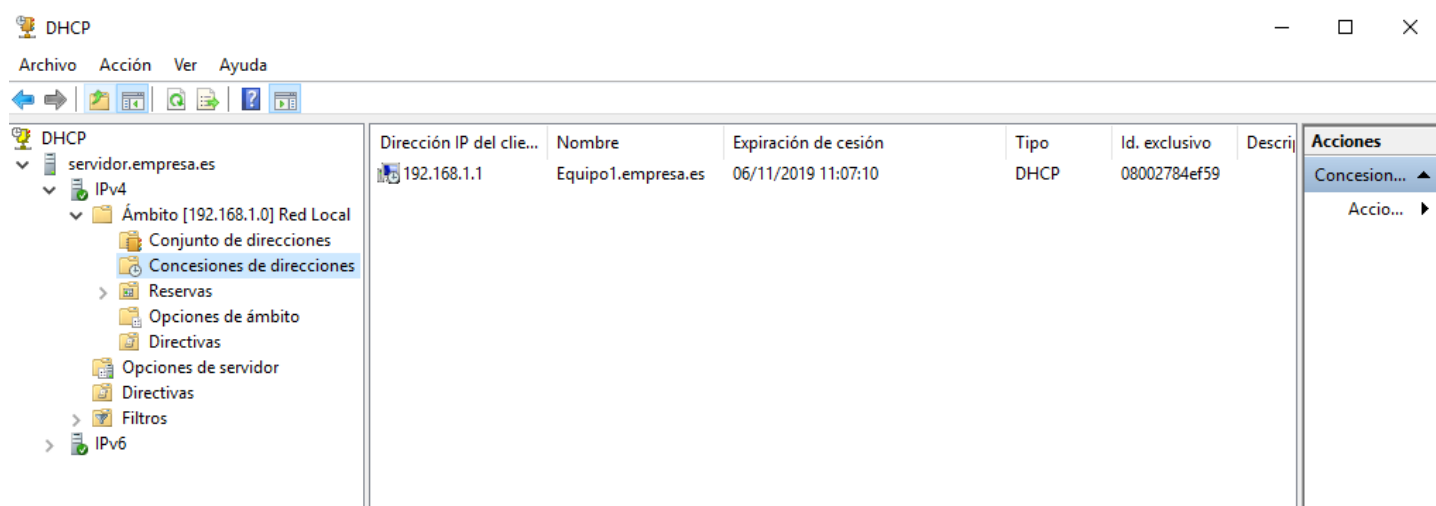 DHCP
Archivo Acción Ver Ayuda
DHCP
servidor.empresa.es
IPv4
Ámbito [192.168.1.0] Red Local
Conjunto de direcciones
Concesiones de direcciones
Reservas
Opciones de ámbito
Directivas
Opciones de servidor
Directivas
Filtros
IPv6
Dirección IP del clie... Nombre Expiración de cesión Tipo Id. exclusivo Descrip
192.168.1.1 Equipo1.empresa.es 06/11/2019 11:07:10 DHCP 08002784ef59
Acciones
Concesion...
Accio...